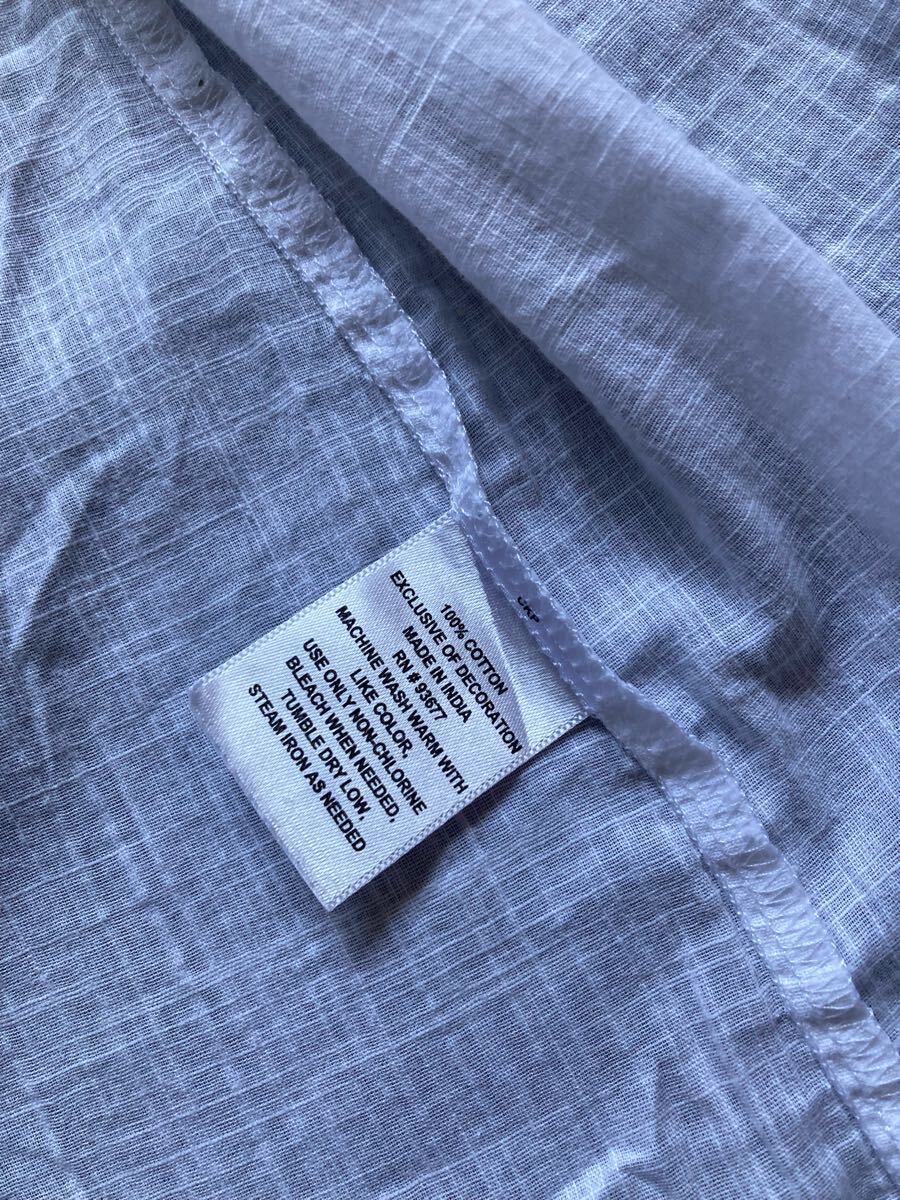 100% COTTON
EXCLUSIVE OF DECORATION
MADE IN INDIA
RN # 93677
MACHINE WASH WARM WITH
LIKE COLOR,
USE ONLY NON-CHLORINE
BLEACH WHEN NEEDED,
TUMBLE DRY LOW,
STEAM IRON AS NEEDED